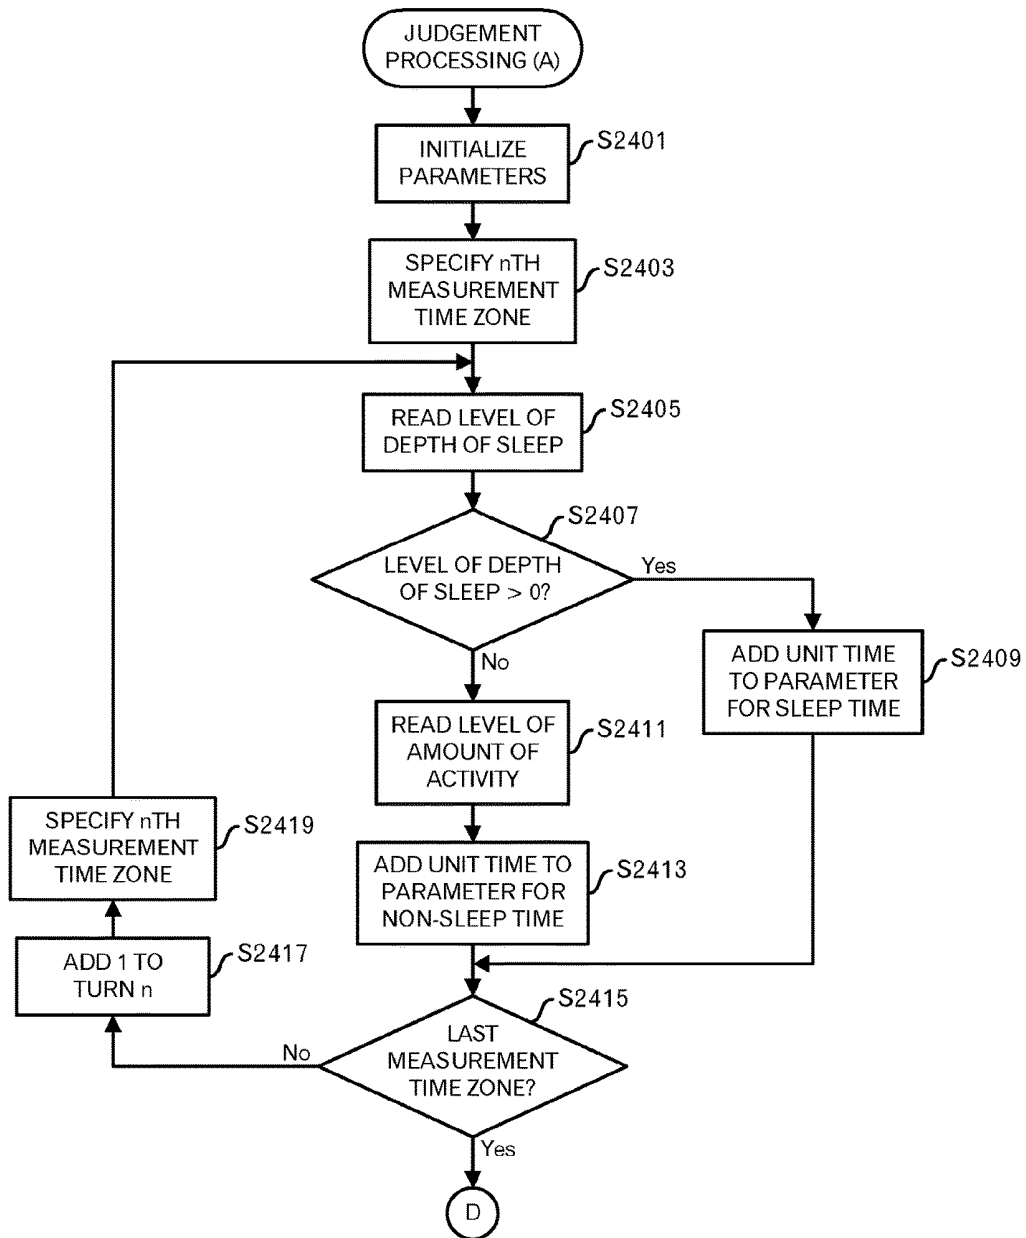 JUDGEMENT
PROCESSING (A)
INITIALIZE
PARAMETERS
S2401
SPECIFY nTH
MEASUREMENT
TIME ZONE
S2403
READ LEVEL OF
DEPTH OF SLEEP
S2405
LEVEL OF DEPTH
OF SLEEP > 0?
S2407
Yes
No
ADD UNIT TIME
TO PARAMETER
FOR SLEEP TIME
S2409
READ LEVEL OF
AMOUNT OF
ACTIVITY
S2411
ADD UNIT TIME TO
PARAMETER FOR
NON-SLEEP TIME
S2413
LAST
MEASUREMENT
TIME ZONE?
S2415
No
Yes
ADD 1 TO
TURN n
S2417
SPECIFY nTH
MEASUREMENT
TIME ZONE
S2419
D